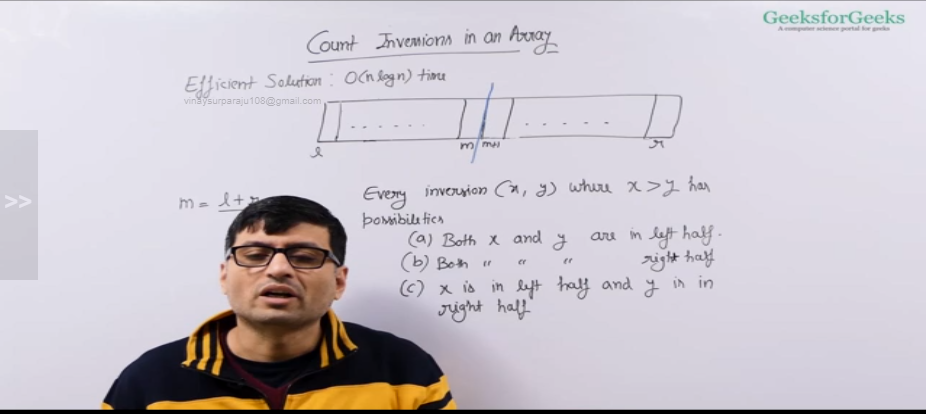 GeeksforGeeks
A computer science portal for geeks
Count Inversions in an Array
Efficient Solution : O(n log n) time
vinaysurparaju108@gmail.com
l m m+1 r
m = l + r
Every inversion (x, y) where x > y has
possibilities
(a) Both x and y are in left half.
(b) Both " " " right half
(c) x is in left half and y is in
right half
>>